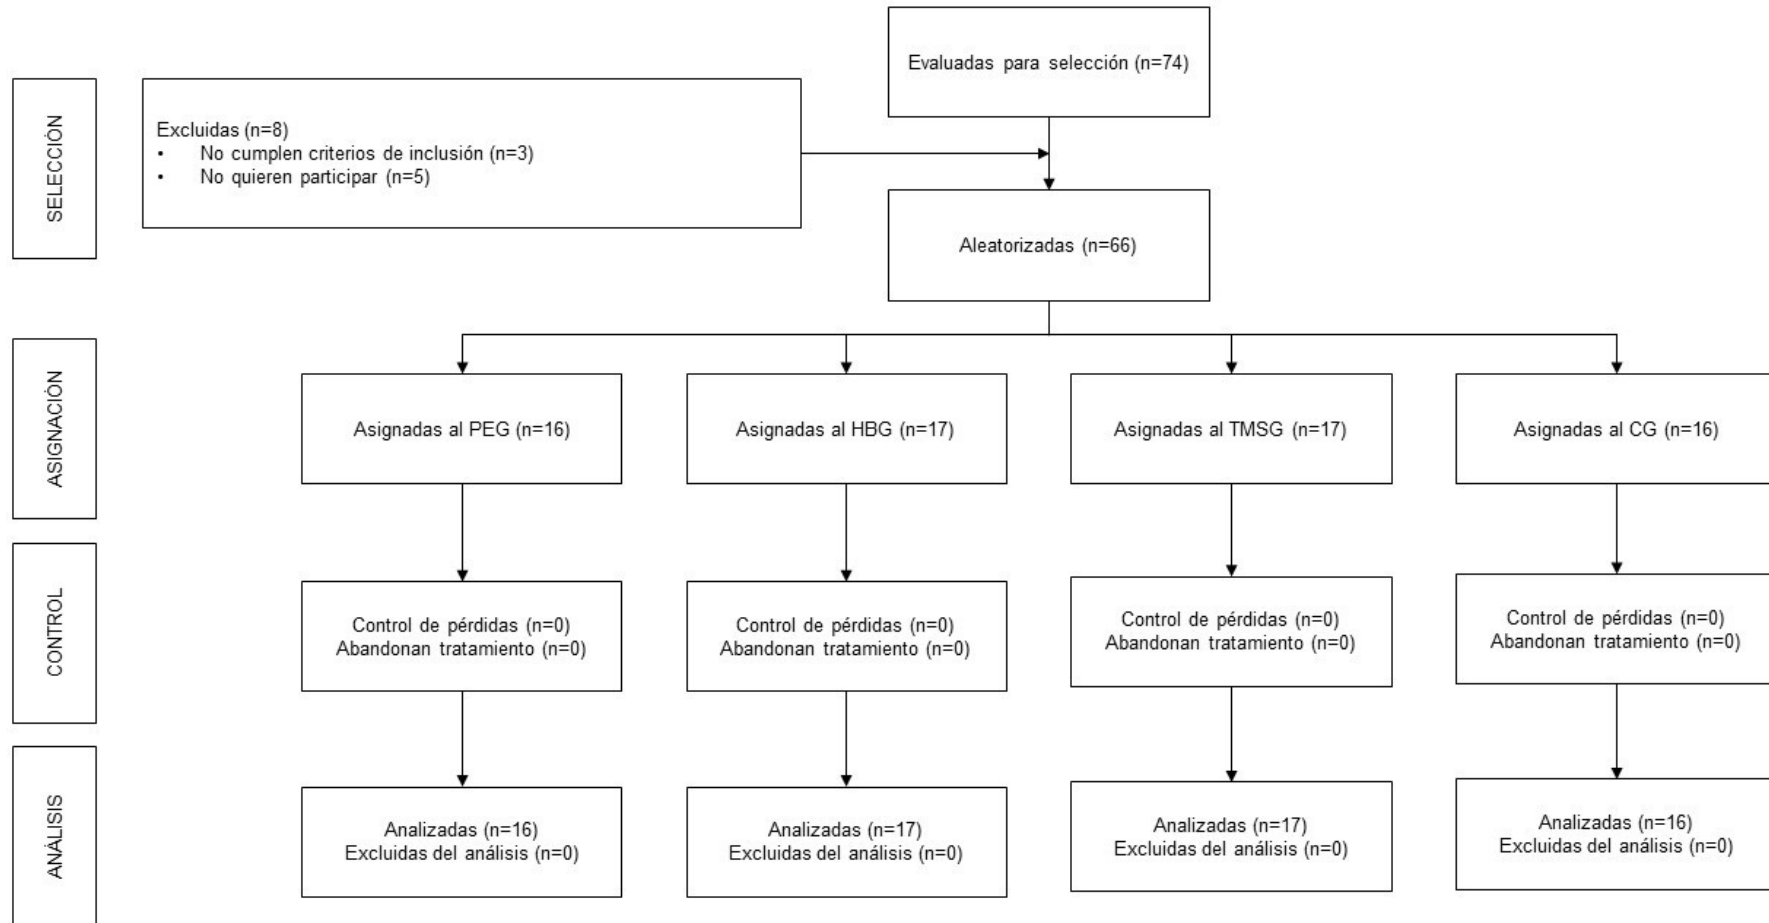 Evaluadas para selección (n=74)
SELECCIÓN
Excluidas (n=8)
• No cumplen criterios de inclusión (n=3)
• No quieren participar (n=5)
Aleatorizadas (n=66)
ASIGNACIÓN
Asignadas al PEG (n=16)
Asignadas al HBG (n=17)
Asignadas al TMSG (n=17)
Asignadas al CG (n=16)
CONTROL
Control de pérdidas (n=0)
Abandonan tratamiento (n=0)
Control de pérdidas (n=0)
Abandonan tratamiento (n=0)
Control de pérdidas (n=0)
Abandonan tratamiento (n=0)
Control de pérdidas (n=0)
Abandonan tratamiento (n=0)
ANÁLISIS
Analizadas (n=16)
Excluidas del análisis (n=0)
Analizadas (n=17)
Excluidas del análisis (n=0)
Analizadas (n=17)
Excluidas del análisis (n=0)
Analizadas (n=16)
Excluidas del análisis (n=0)